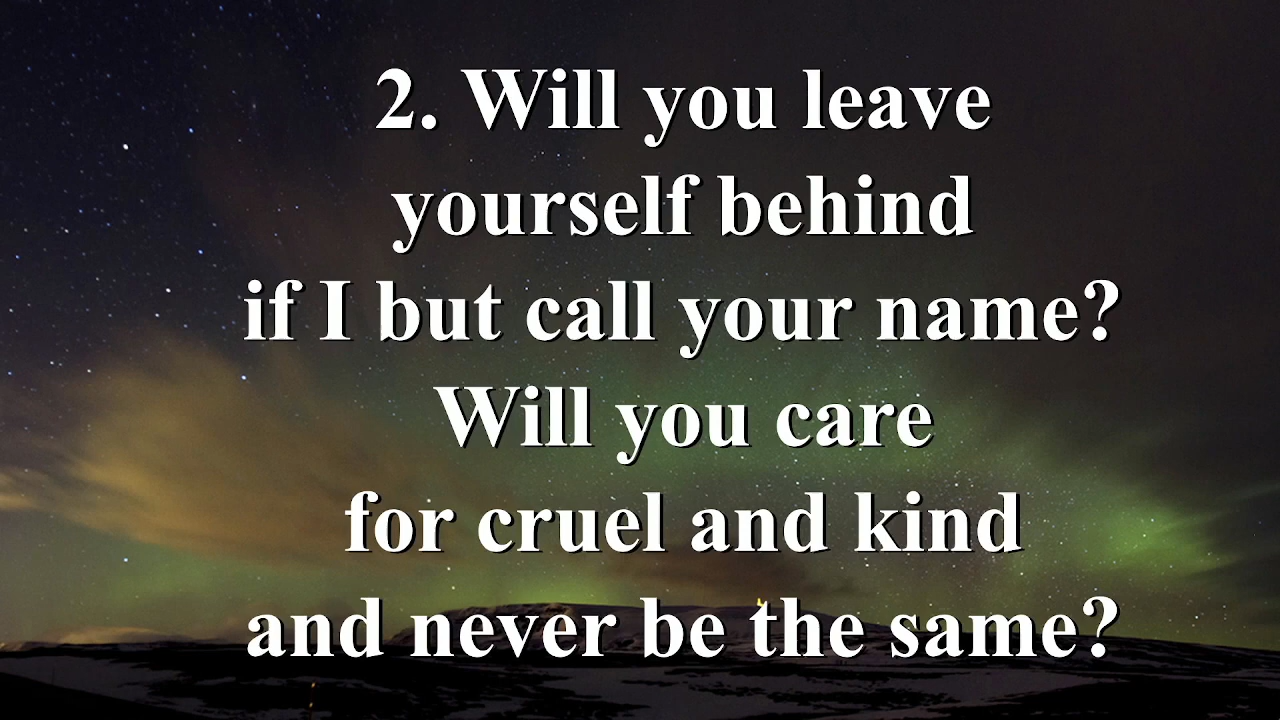 2. Will you leave
yourself behind
if I but call your name?
Will you care
for cruel and kind
and never be the same?